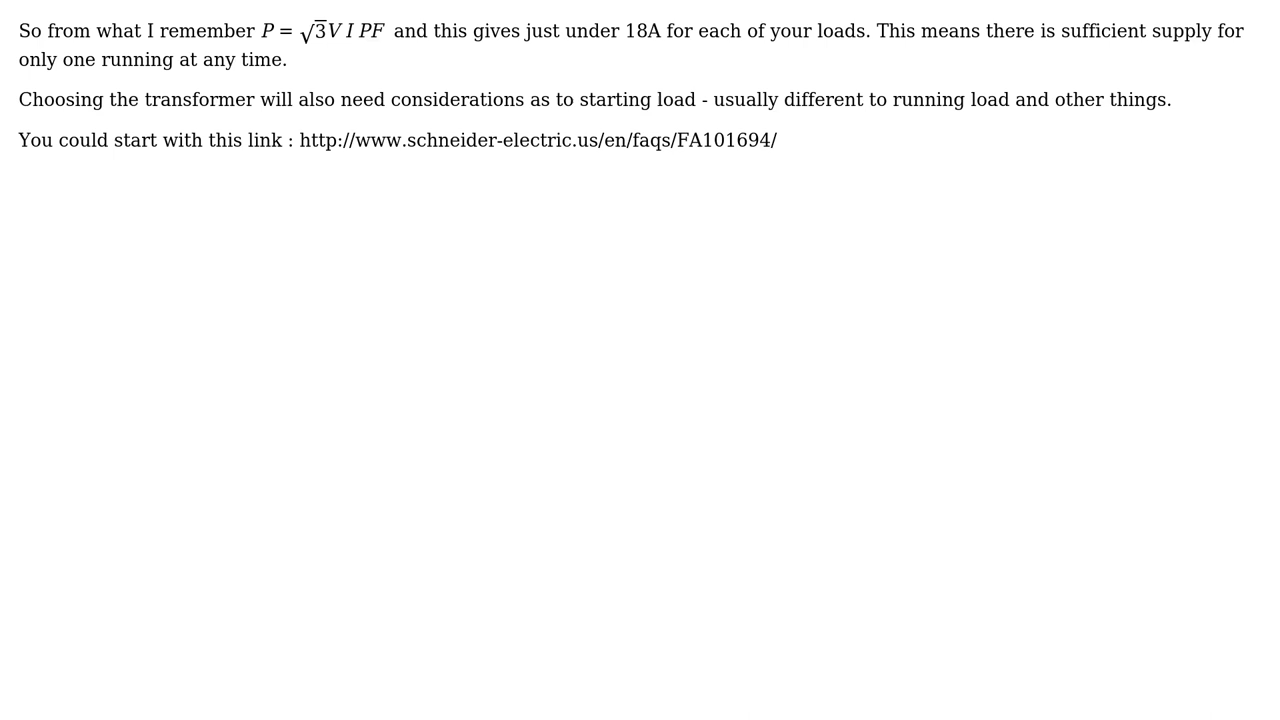 So from what I remember P = √3 V I PF and this gives just under 18A for each of your loads. This means there is sufficient supply for
only one running at any time.
Choosing the transformer will also need considerations as to starting load - usually different to running load and other things.
You could start with this link : http://www.schneider-electric.us/en/faqs/FA101694/